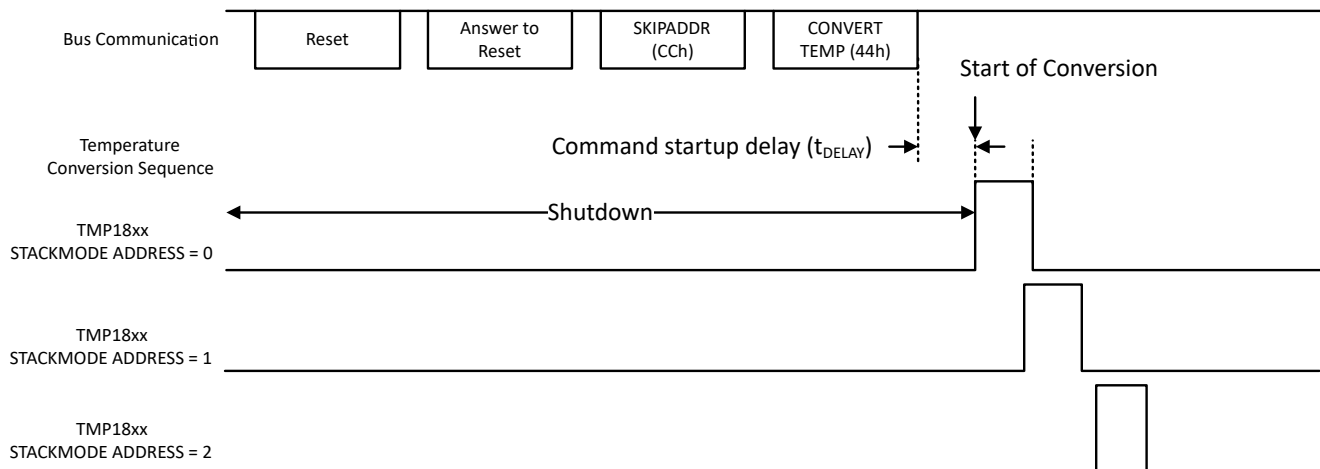 Bus Communication
Reset
Answer to
Reset
SKIPADDR
(CCh)
CONVERT
TEMP (44h)
Start of Conversion
Temperature
Conversion Sequence
Command startup delay (tDELAY)
Shutdown
TMP18xx
STACKMODE ADDRESS = 0
TMP18xx
STACKMODE ADDRESS = 1
TMP18xx
STACKMODE ADDRESS = 2